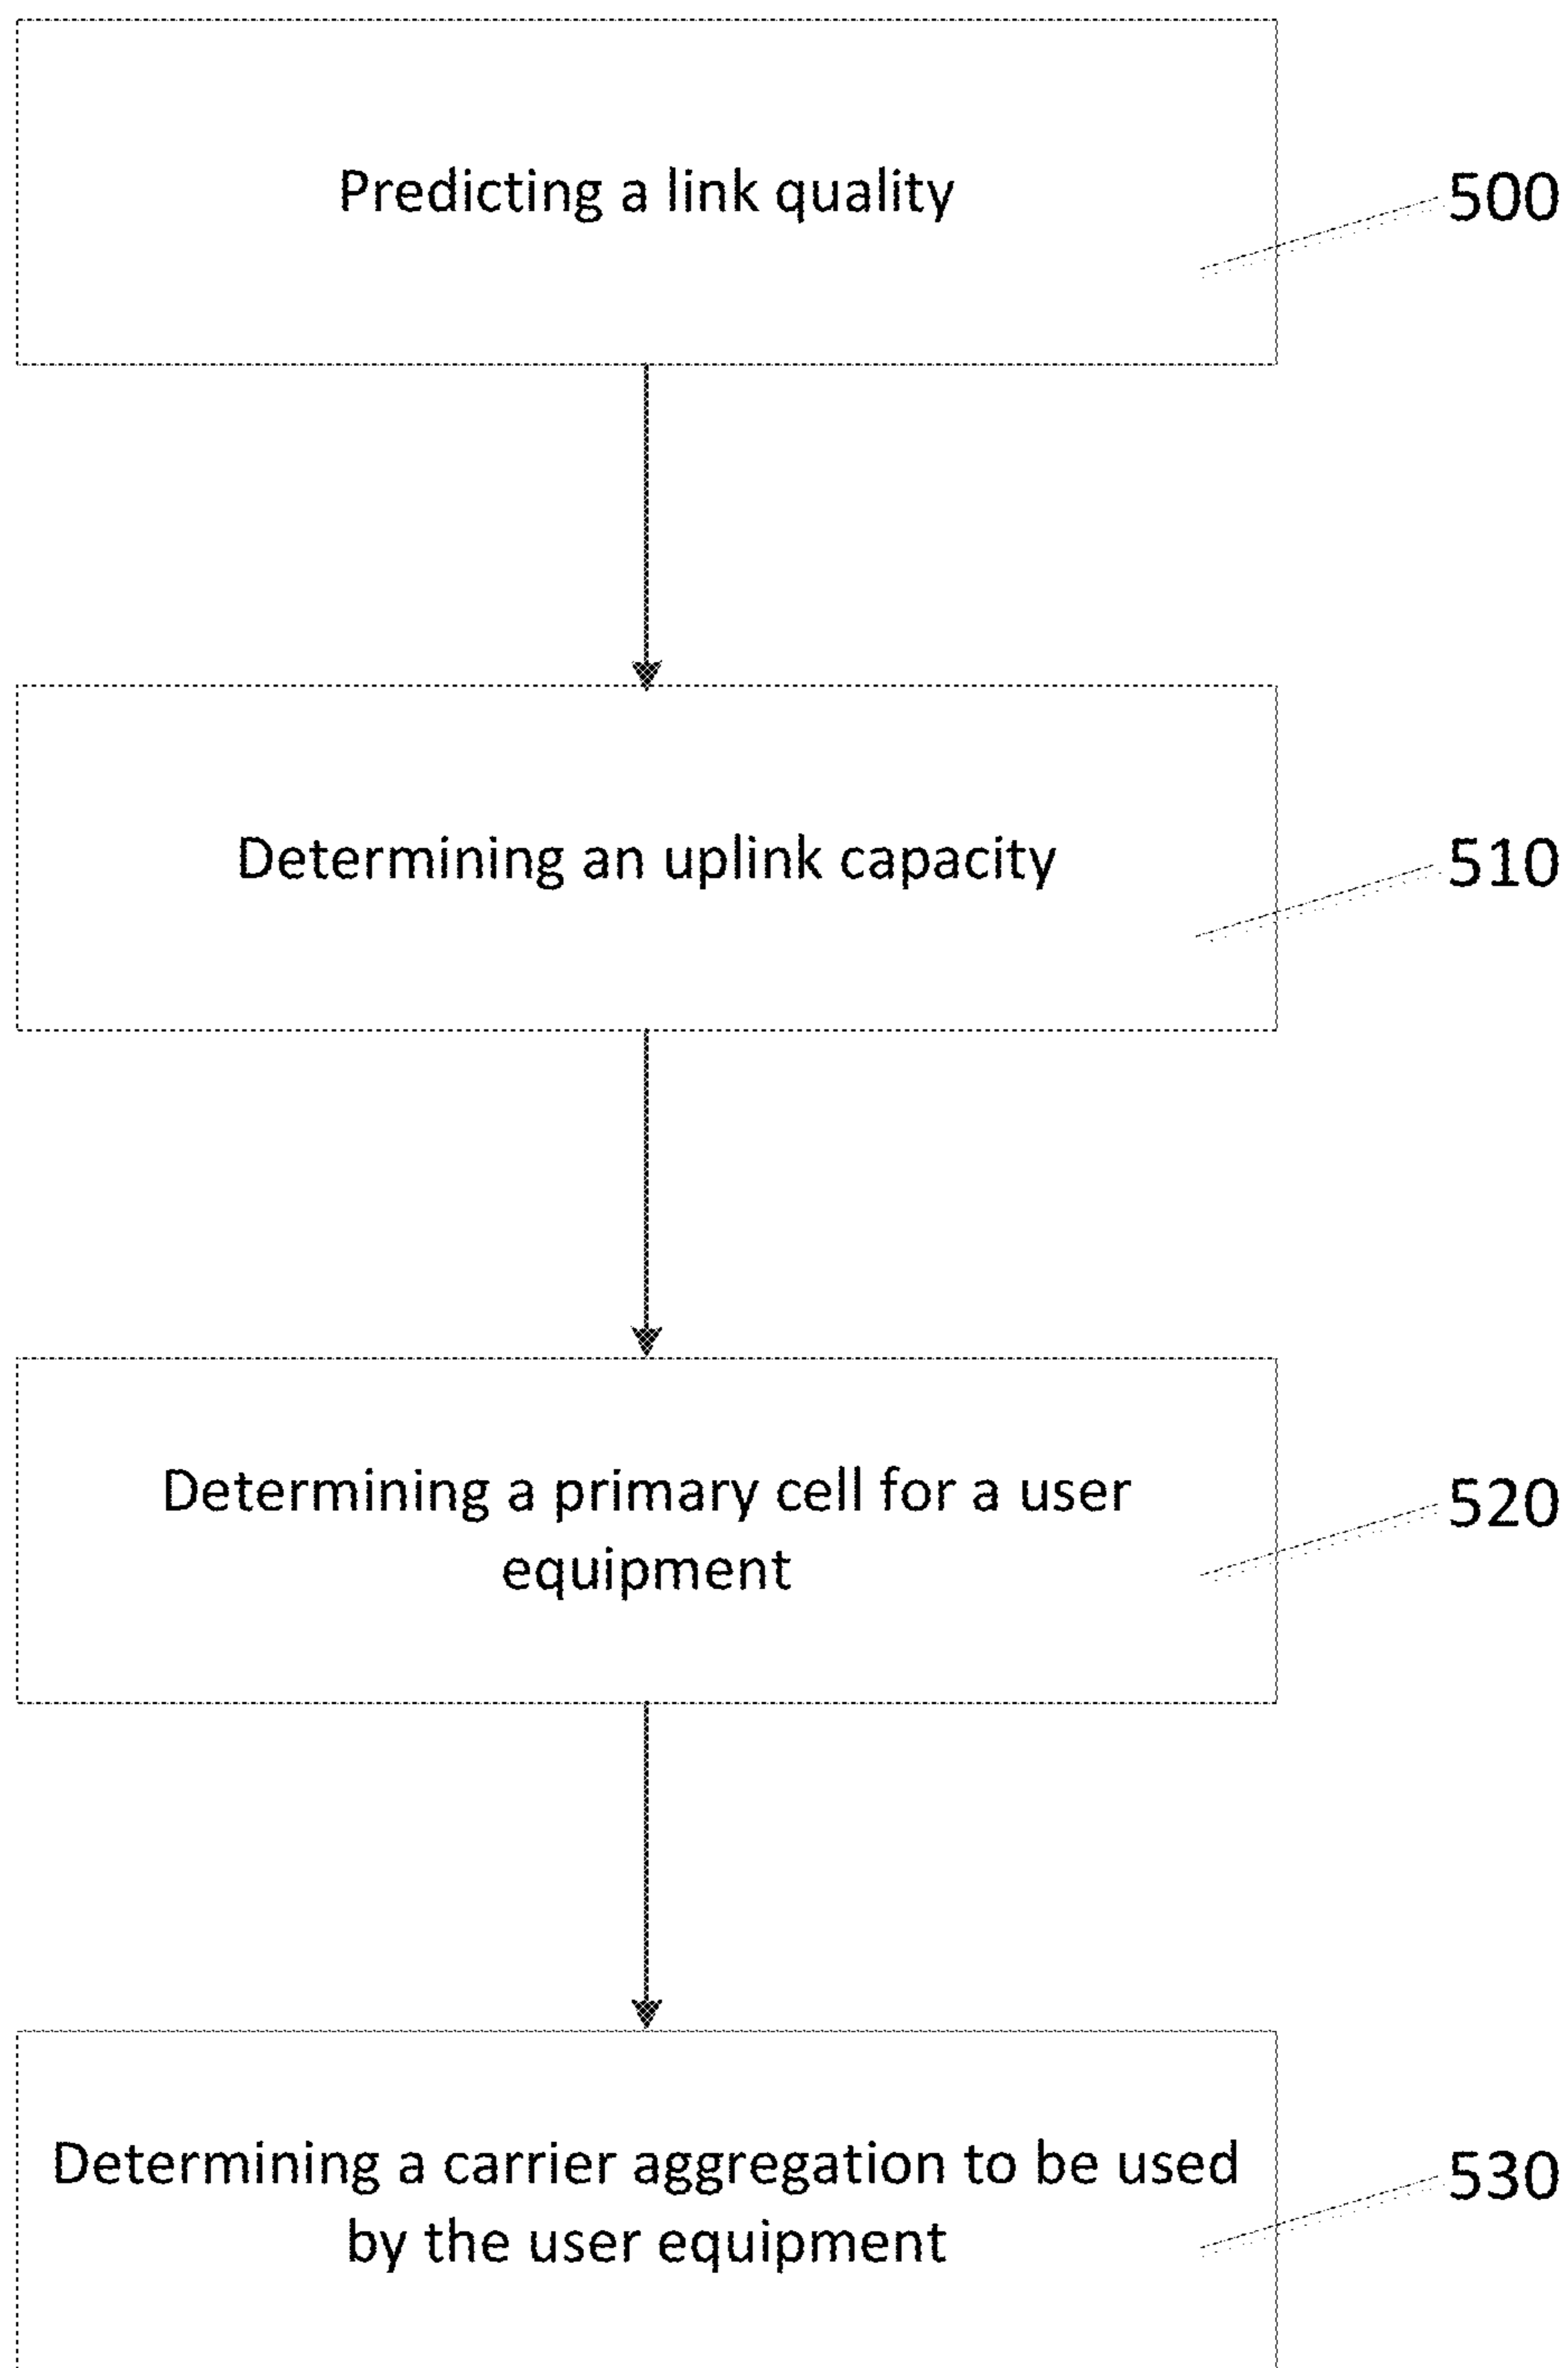 Predicting a link quality
500
Determining an uplink capacity
510
Determining a primary cell for a user
equipment
520
Determining a carrier aggregation to be used
by the user equipment
530